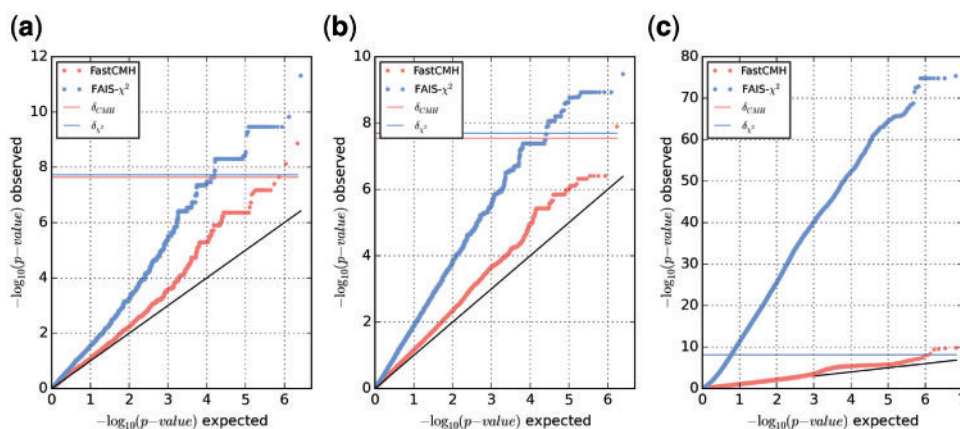 (a)
12
10
8
6
4
2
0
−log10(p−value) observed
FastCMH
FAIS-χ²
δCMH
δχ²
0 1 2 3 4 5 6
−log10(p−value) expected
(b)
10
8
6
4
2
0
−log10(p−value) observed
FastCMH
FAIS-χ²
δCMH
δχ²
0 1 2 3 4 5 6
−log10(p−value) expected
(c)
80
70
60
50
40
30
20
10
0
−log10(p−value) observed
FastCMH
FAIS-χ²
δCMH
δχ²
0 1 2 3 4 5 6 7
−log10(p−value) expected